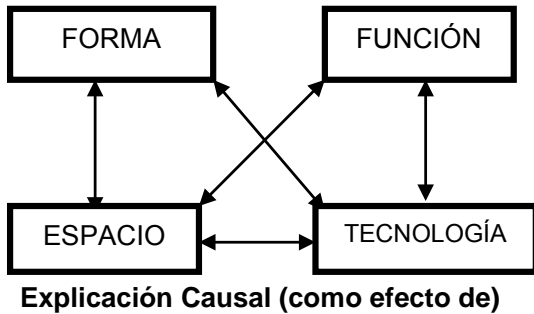 FORMA
FUNCIÓN
ESPACIO
TECNOLOGÍA
Explicación Causal (como efecto de)